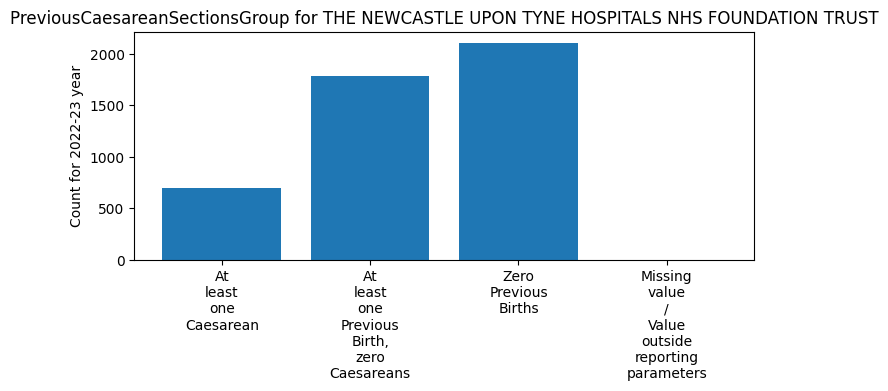 PreviousCaesareanSectionsGroup for THE NEWCASTLE UPON TYNE HOSPITALS NHS FOUNDATION TRUST
Count for 2022-23 year
2000
1500
1000
500
0
At
least
one
Caesarean
At
least
one
Previous
Birth,
zero
Caesareans
Zero
Previous
Births
Missing
value
/
Value
outside
reporting
parameters